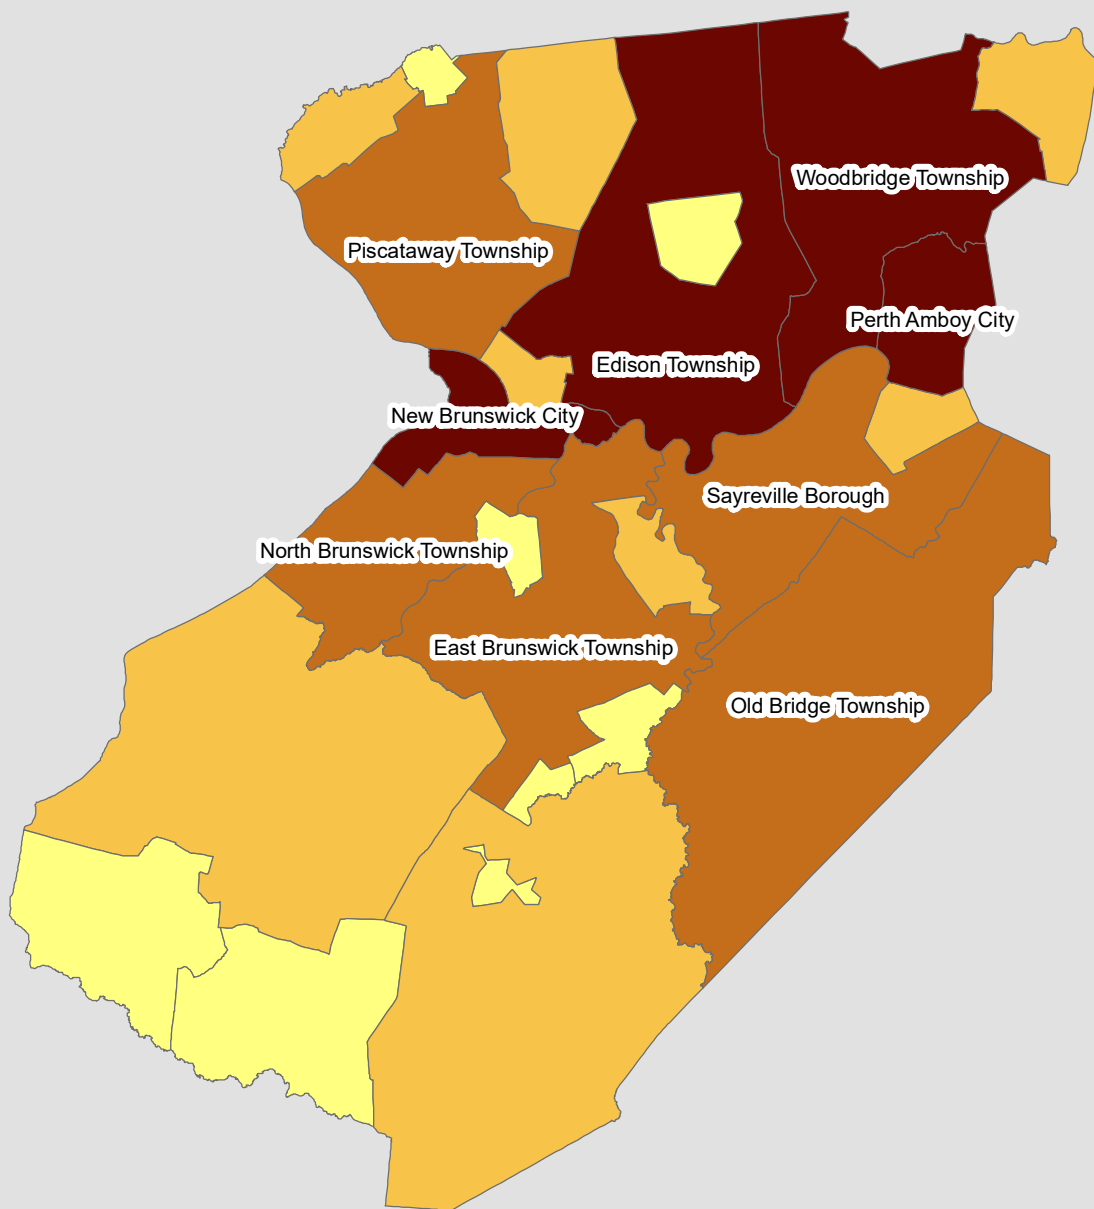 Woodbridge Township
Piscataway Township
Perth Amboy City
Edison Township
New Brunswick City
Sayreville Borough
North Brunswick Township
East Brunswick Township
Old Bridge Township